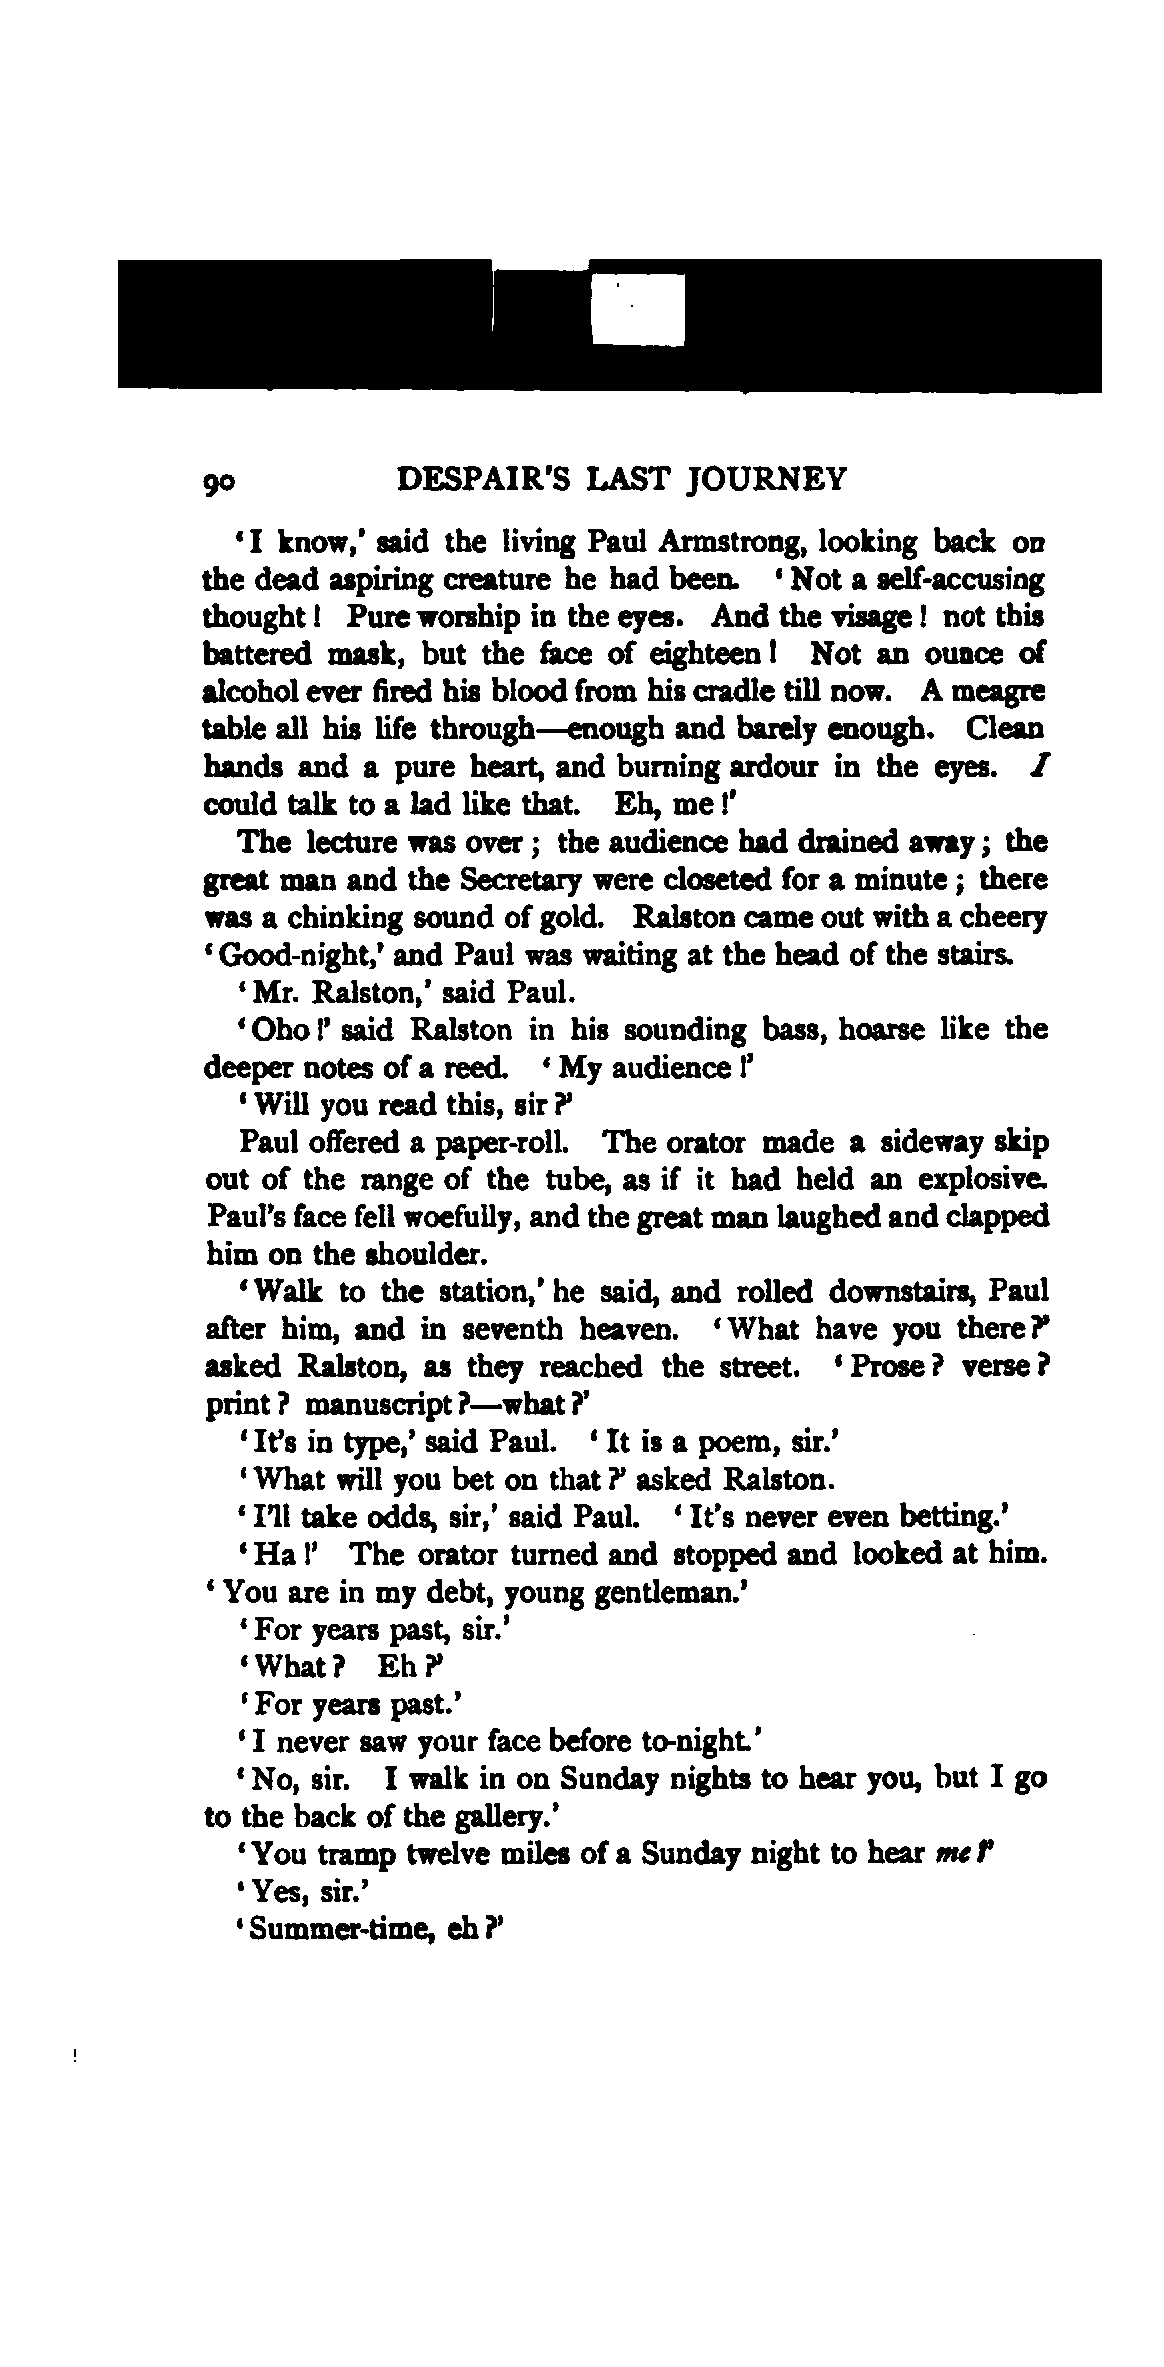 90 DESPAIR'S LAST JOURNEY
'I know,' said the living Paul Armstrong, looking back on
the dead aspiring creature he had been. 'Not a self-accusing
thought! Pure worship in the eyes. And the visage! not this
battered mask, but the face of eighteen! Not an ounce of
alcohol ever fired his blood from his cradle till now. A meagre
table all his life through—enough and barely enough. Clean
hands and a pure heart, and burning ardour in the eyes. I
could talk to a lad like that. Eh, me!'
The lecture was over; the audience had drained away; the
great man and the Secretary were closeted for a minute; there
was a chinking sound of gold. Ralston came out with a cheery
'Good-night,' and Paul was waiting at the head of the stairs.
'Mr. Ralston,' said Paul.
'Oho!' said Ralston in his sounding bass, hoarse like the
deeper notes of a reed. 'My audience!'
'Will you read this, sir?'
Paul offered a paper-roll. The orator made a sideway skip
out of the range of the tube, as if it had held an explosive.
Paul's face fell woefully, and the great man laughed and clapped
him on the shoulder.
'Walk to the station,' he said, and rolled downstairs, Paul
after him, and in seventh heaven. 'What have you there?'
asked Ralston, as they reached the street. 'Prose? verse?
print? manuscript?—what?'
'It's in type,' said Paul. 'It is a poem, sir.'
'What will you bet on that?' asked Ralston.
'I'll take odds, sir,' said Paul. 'It's never even betting.'
'Ha!' The orator turned and stopped and looked at him.
'You are in my debt, young gentleman.'
'For years past, sir.'
'What? Eh?'
'For years past.'
'I never saw your face before to-night.'
'No, sir. I walk in on Sunday nights to hear you, but I go
to the back of the gallery.'
'You tramp twelve miles of a Sunday night to hear me!'
'Yes, sir.'
'Summer-time, eh?'